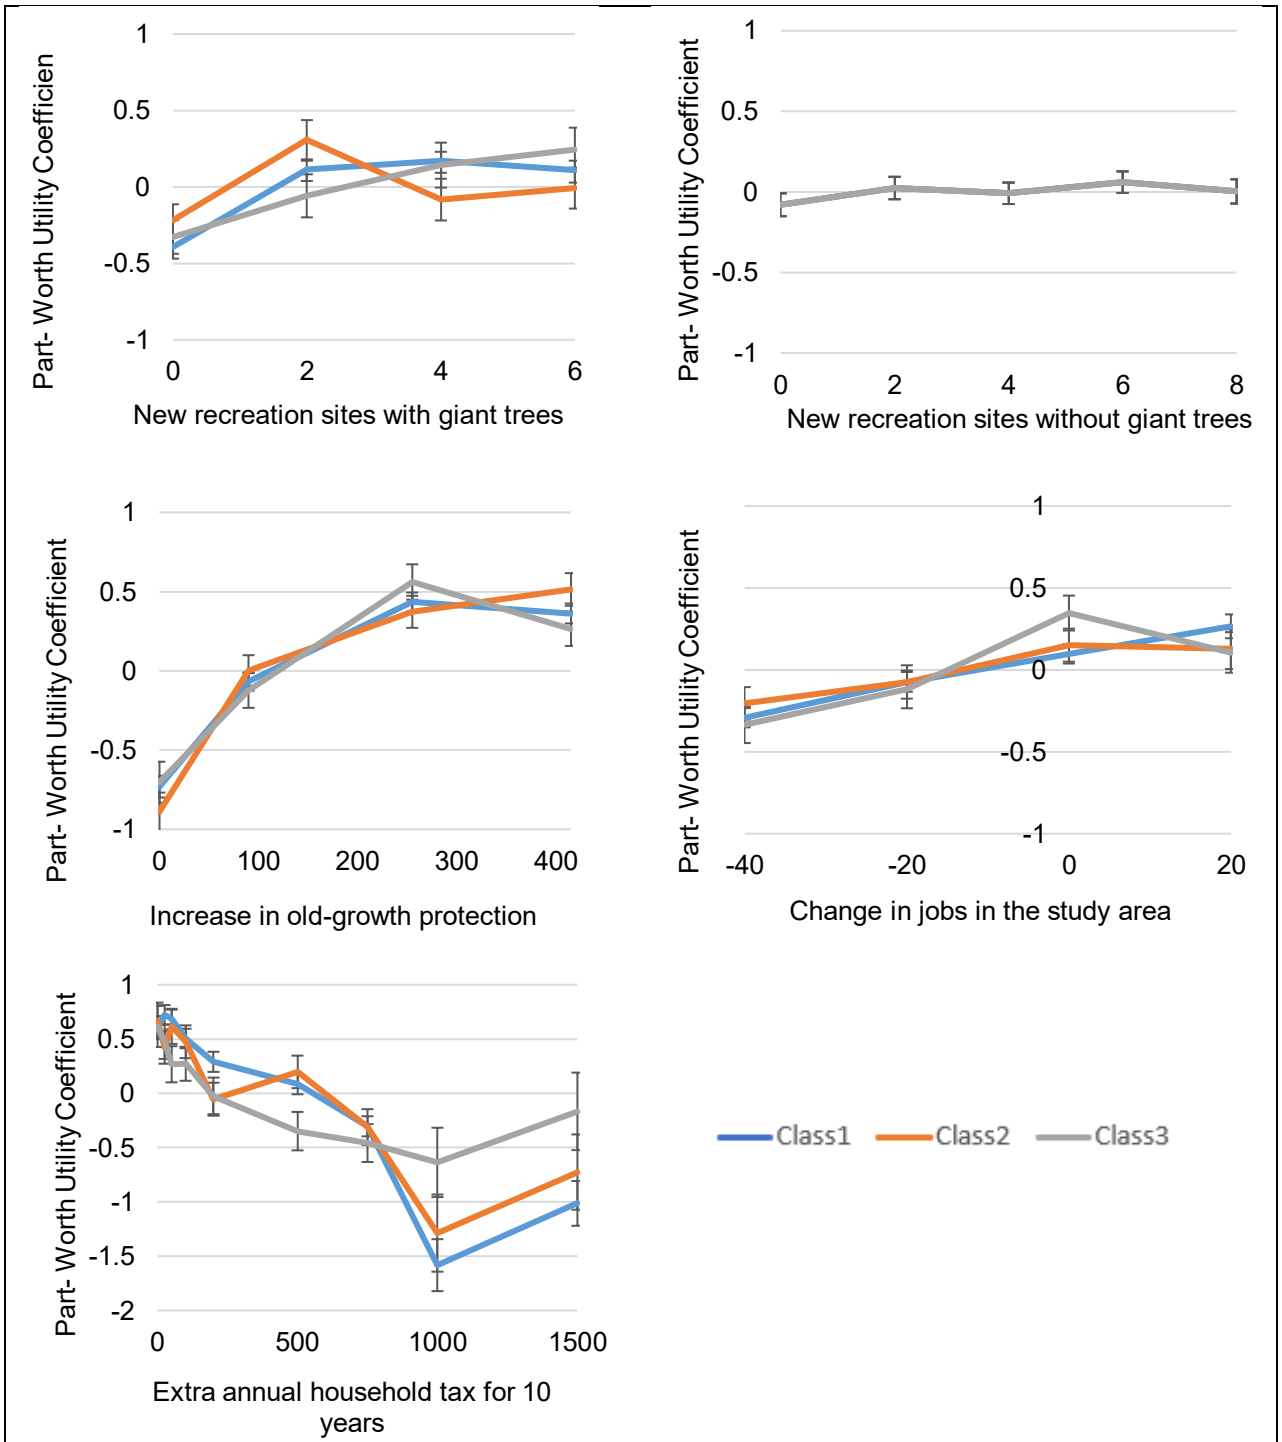 Part- Worth Utility Coefficien
1
0.5
0
-0.5
-1
0 2 4 6
New recreation sites with giant trees
Part- Worth Utility Coefficient
1
0.5
0
-0.5
-1
0 2 4 6 8
New recreation sites without giant trees
Part- Worth Utility Coefficient
1
0.5
0
-0.5
-1
0 100 200 300 400
Increase in old-growth protection
Part- Worth Utility Coefficient
1
0.5
0
-0.5
-1
-40 -20 0 20
Change in jobs in the study area
Part- Worth Utility Coefficient
1
0.5
0
-0.5
-1
-1.5
-2
0 500 1000 1500
Extra annual household tax for 10
years
Class1 Class2 Class3